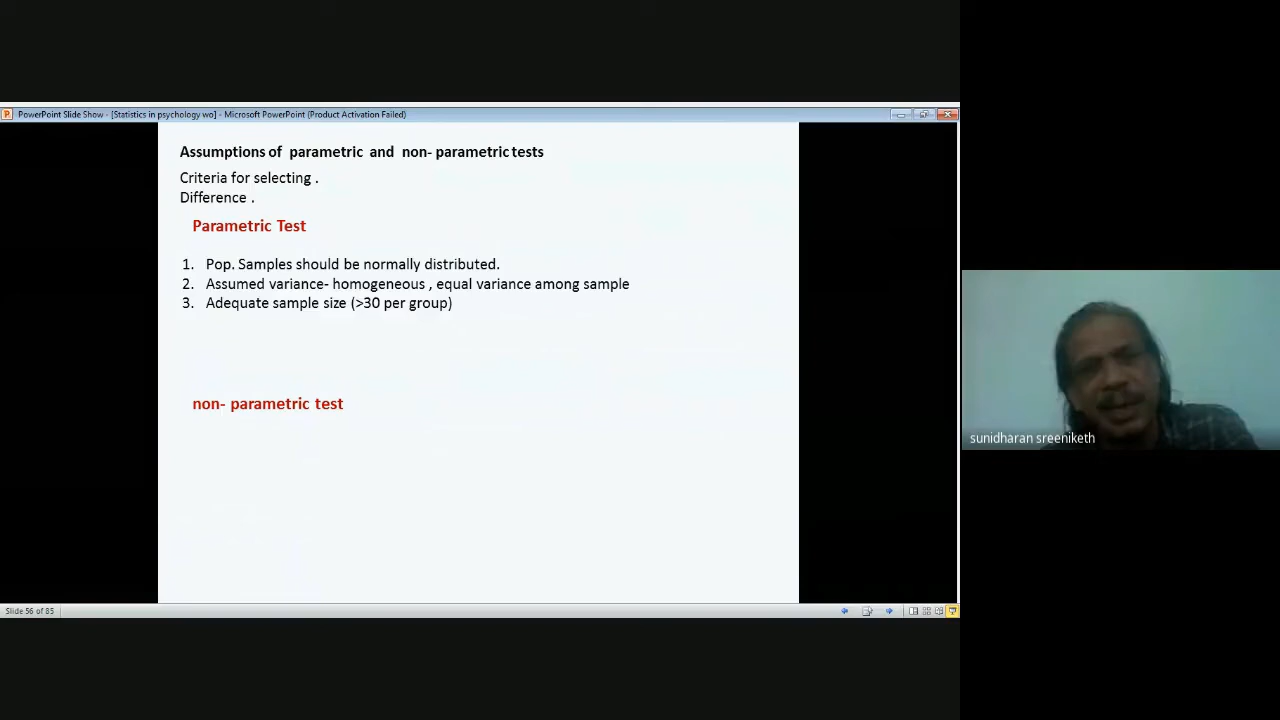 PowerPoint Slide Show - [Statistics in psychology wo] - Microsoft PowerPoint (Product Activation Failed)
Assumptions of parametric and non- parametric tests
Criteria for selecting .
Difference .
Parametric Test
1. Pop. Samples should be normally distributed.
2. Assumed variance- homogeneous , equal variance among sample
3. Adequate sample size (>30 per group)
non- parametric test
sunidharan sreeniketh
Slide 56 of 85